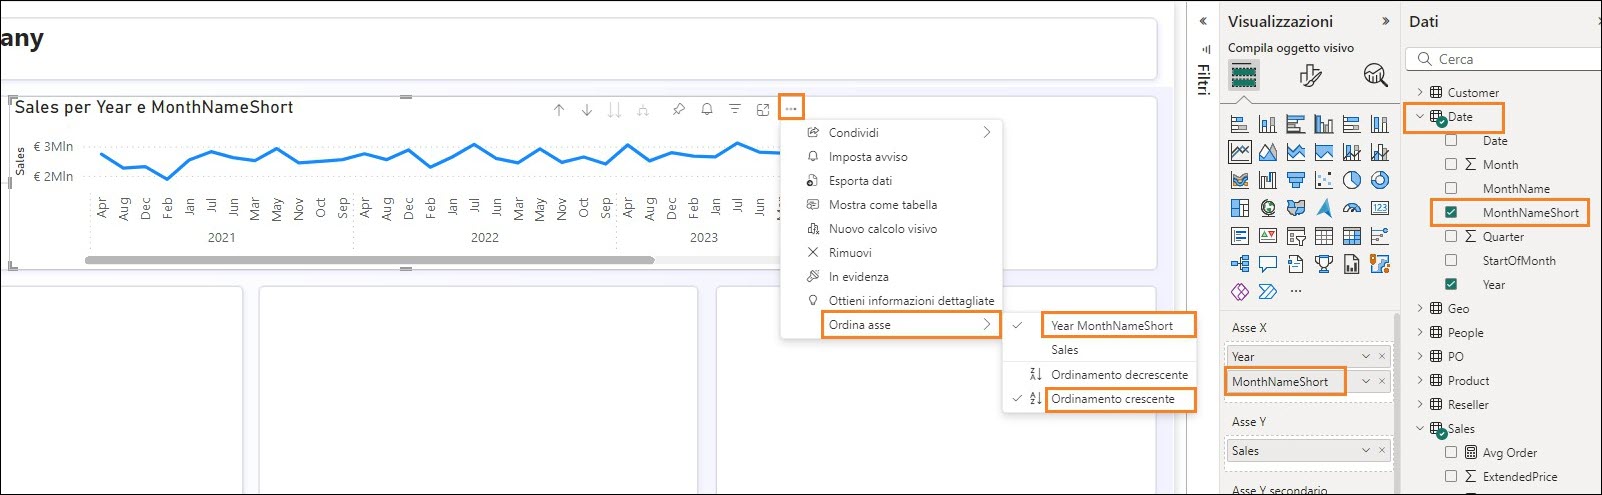 any
Sales per Year e MonthNameShort
Sales
€ 3Mln
€ 2Mln
Apr Aug Dec Feb Jan Jul Jun Mar May Nov Oct Sep Apr Aug Dec Feb Jan Jul Jun Mar May Nov Oct Sep Apr Aug Dec Feb Jan Jul Jun
2021 2022 2023
Condividi
Imposta avviso
Esporta dati
Mostra come tabella
Nuovo calcolo visivo
Rimuovi
In evidenza
Ottieni informazioni dettagliate
Ordina asse
Year MonthNameShort
Sales
Ordinamento decrescente
Ordinamento crescente
Filtri
Visualizzazioni
Compila oggetto visivo
Asse X
Year
MonthNameShort
Asse Y
Sales
Asse Y secondario
Dati
Cerca
Customer
Date
Date
Month
MonthName
MonthNameShort
Quarter
StartOfMonth
Year
Geo
People
PO
Product
Reseller
Sales
Avg Order
ExtendedPrice